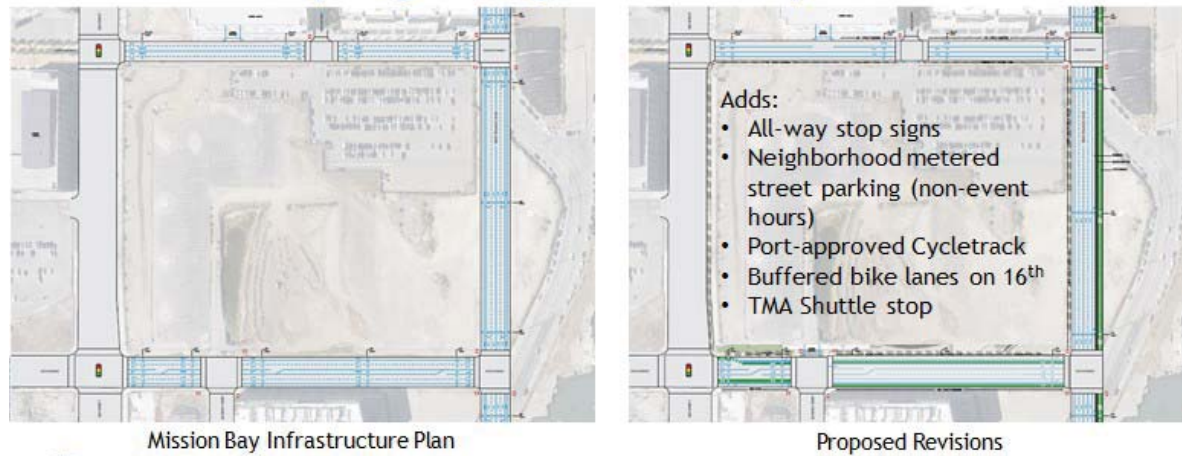 Adds:
• All-way stop signs
• Neighborhood metered
street parking (non-event
hours)
• Port-approved Cycletrack
• Buffered bike lanes on 16th
• TMA Shuttle stop
Mission Bay Infrastructure Plan
Proposed Revisions